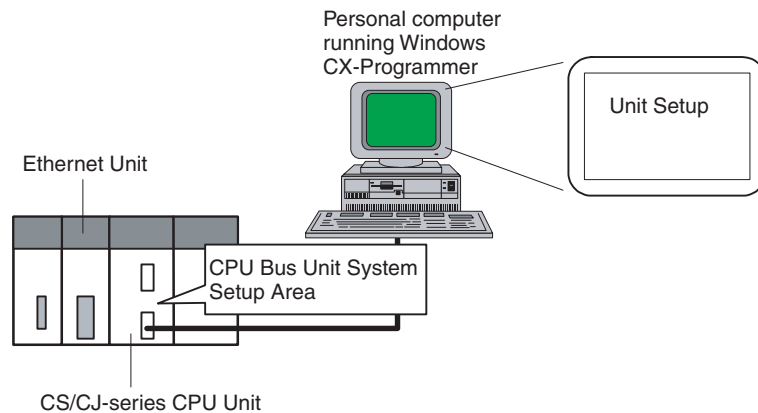 Personal computer
running Windows
CX-Programmer
Unit Setup
Ethernet Unit
CPU Bus Unit System
Setup Area
CS/CJ-series CPU Unit